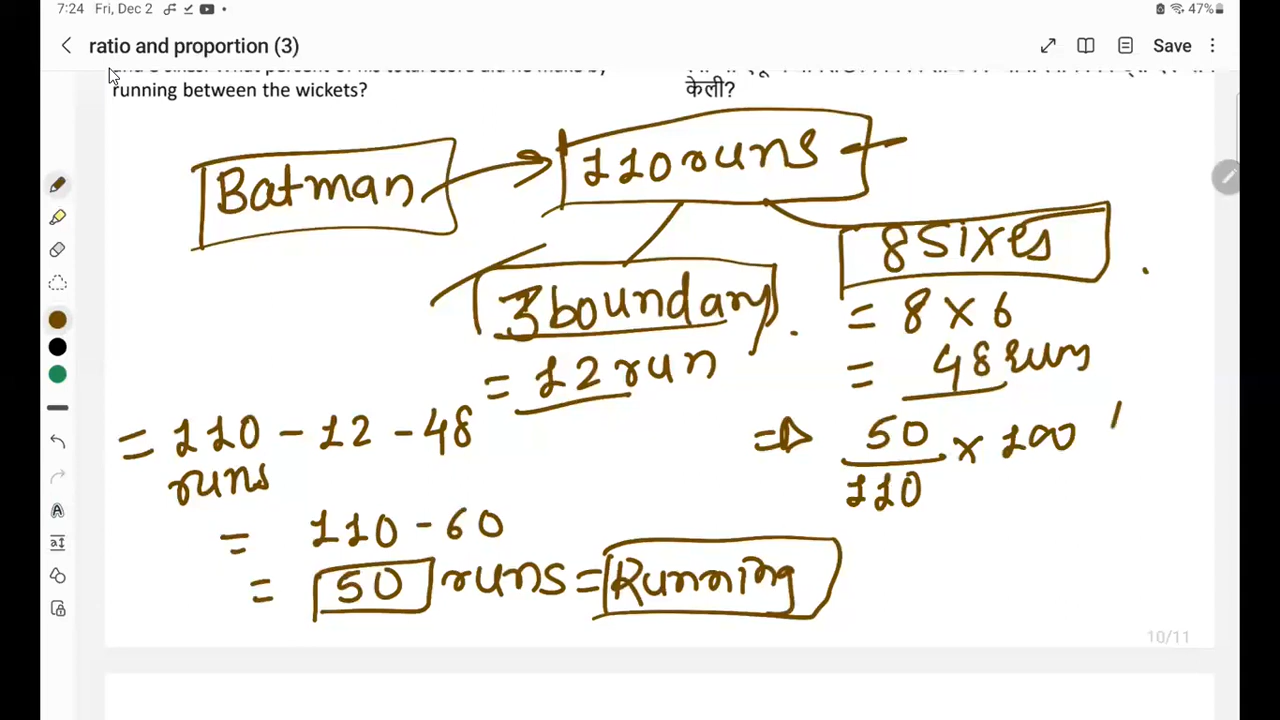 7:24 Fri, Dec 2 47%
ratio and proportion (3) Save
running between the wickets?
केली?
Batman
110 runs
8 Sixes
3 boundary
= 8 × 6
= 12 run
= 48 runs
= 110 - 12 - 48
runs
⇒ 50/110 × 100
= 110 - 60
= 50 runs = Running
10/11